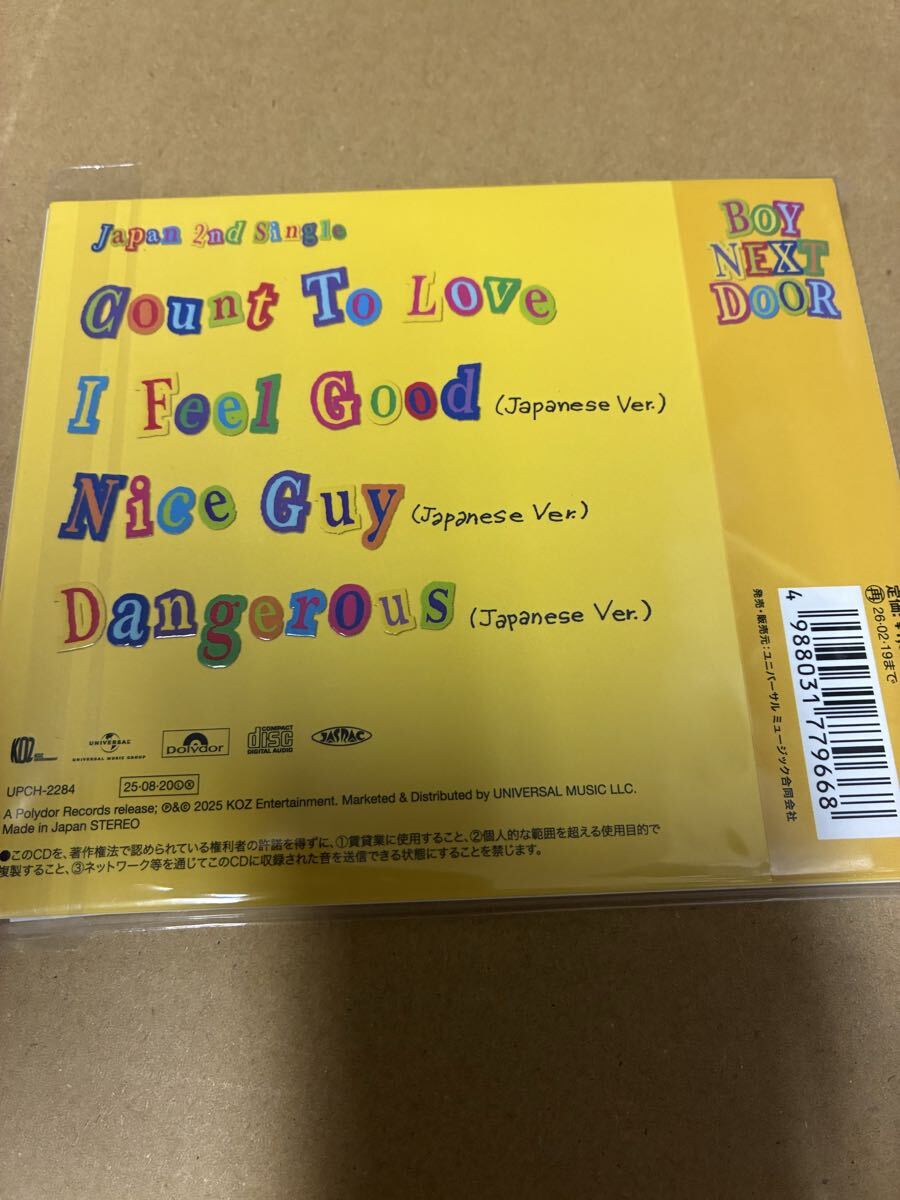 Japan 2nd Single
Count To Love
I Feel Good (Japanese Ver.)
Nice Guy (Japanese Ver.)
Dangerous (Japanese Ver.)
BOY
NEXT
DOOR
KOZ
UNIVERSAL
UNIVERSAL MUSIC GROUP
polydor
COMPACT
disc
DIGITAL AUDIO
JASRAC
UPCH-2284
25・08・20ⓁⓍ
A Polydor Records release; ℗&© 2025 KOZ Entertainment. Marketed & Distributed by UNIVERSAL MUSIC LLC.
Made in Japan STEREO
●このCDを、著作権法で認められている権利者の許諾を得ずに、①賃貸業に使用すること、②個人的な範囲を超える使用目的で
複製すること、③ネットワーク等を通じてこのCDに収録された音を送信できる状態にすることを禁じます。
定価:
再 26・02・19まで
4 988031 779668
発売・販売元：ユニバーサル ミュージック合同会社